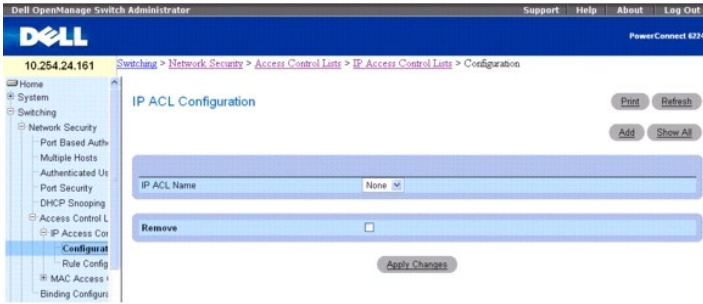 Dell OpenManage Switch Administrator
Support Help About Log Out
DELL
PowerConnect 6224
10.254.24.161
Switching > Network Security > Access Control Lists > IP Access Control Lists > Configuration
Home
System
Switching
Network Security
Port Based Auth
Multiple Hosts
Authenticated Us
Port Security
DHCP Snooping
Access Control L
IP Access Con
Configurat
Rule Config
MAC Access
Binding Configura
IP ACL Configuration
Print Refresh
Add Show All
IP ACL Name None
Remove
Apply Changes